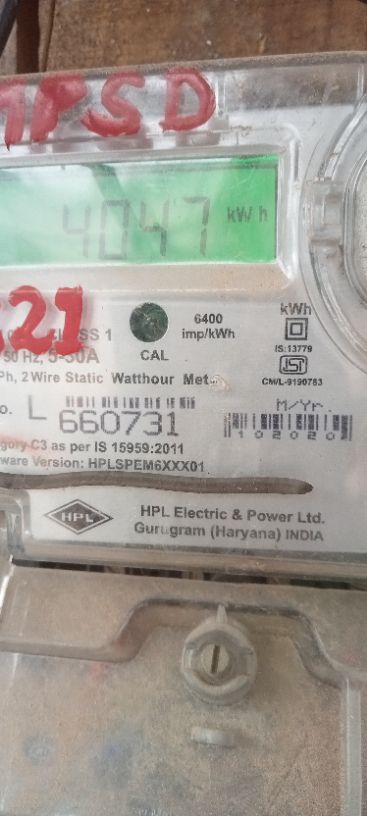 MPSD
4047 kWh
21
6400
imp/kWh
kWh
SS 1
50 Hz, 5-30A
CAL
IS:13779
Ph, 2 Wire Static Watthour Met
CM/L-9190783
o. L 660731
M/Yr.
102020
gory-C3 as per IS 15959:2011
ware Version: HPLSPEM6XXX01
HPL
HPL Electric & Power Ltd.
Gurugram (Haryana) INDIA